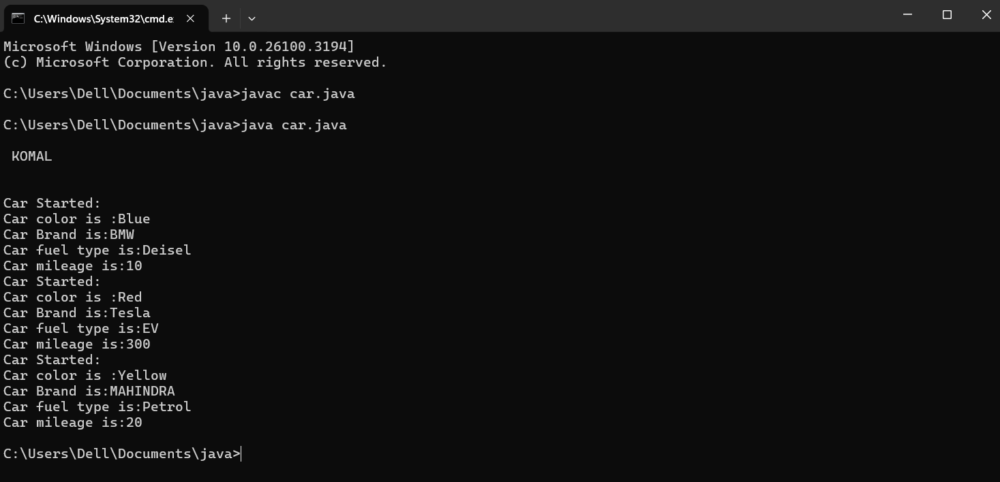 C:\Windows\System32\cmd.e
Microsoft Windows [Version 10.0.26100.3194]
(c) Microsoft Corporation. All rights reserved.
C:\Users\Dell\Documents\java>javac car.java
C:\Users\Dell\Documents\java>java car.java
KOMAL
Car Started:
Car color is :Blue
Car Brand is:BMW
Car fuel type is:Deisel
Car mileage is:10
Car Started:
Car color is :Red
Car Brand is:Tesla
Car fuel type is:EV
Car mileage is:300
Car Started:
Car color is :Yellow
Car Brand is:MAHINDRA
Car fuel type is:Petrol
Car mileage is:20
C:\Users\Dell\Documents\java>